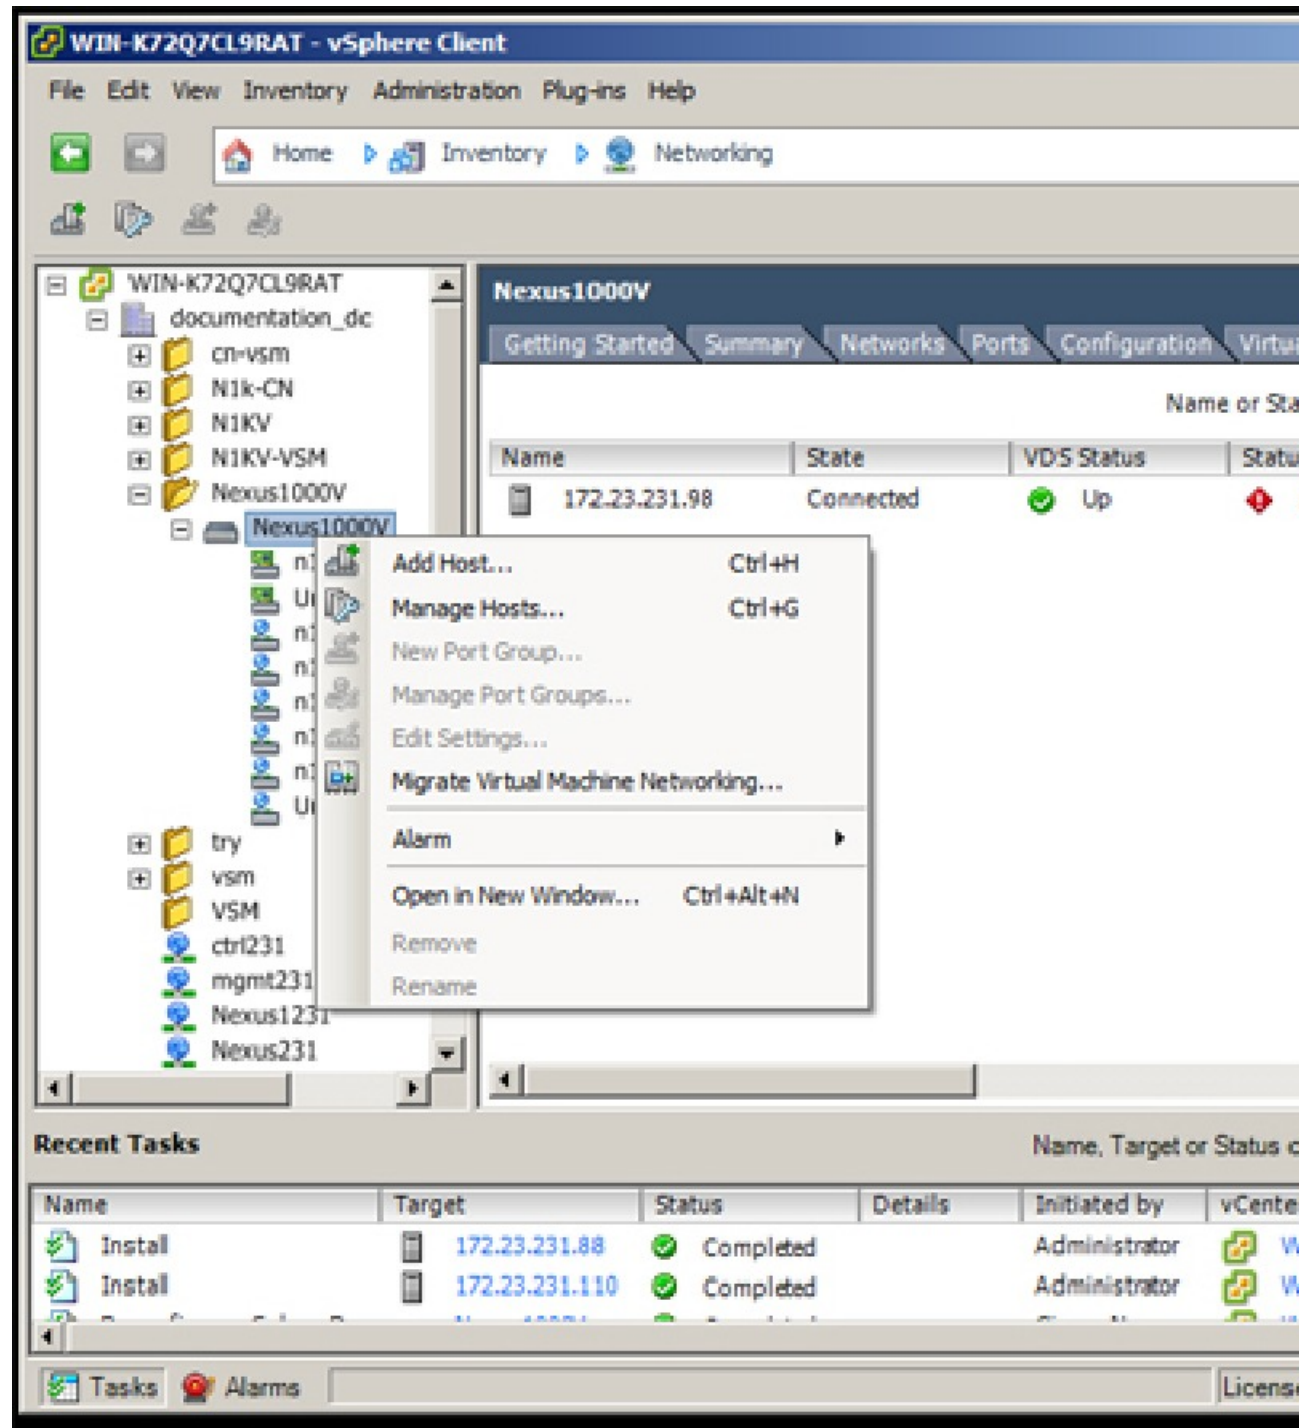 WIN-K72Q7CL9RAT - vSphere Client
File Edit View Inventory Administration Plug-ins Help
Home Inventory Networking
WIN-K72Q7CL9RAT
documentation_dc
cn-vsm
N1k-CN
N1KV
N1KV-VSM
Nexus1000V
Nexus1000V
try
vsm
VSM
ctrl231
mgmt231
Nexus1231
Nexus231
Add Host... Ctrl+H
Manage Hosts... Ctrl+G
New Port Group...
Manage Port Groups...
Edit Settings...
Migrate Virtual Machine Networking...
Alarm
Open in New Window... Ctrl+Alt+N
Remove
Rename
Nexus1000V
Getting Started Summary Networks Ports Configuration
Name or
Name State VDS Status
172.23.231.98 Connected Up
Recent Tasks
Name, Target or Status
Name Target Status Details Initiated by
Install 172.23.231.88 Completed Administrator
Install 172.23.231.110 Completed Administrator
Tasks Alarms